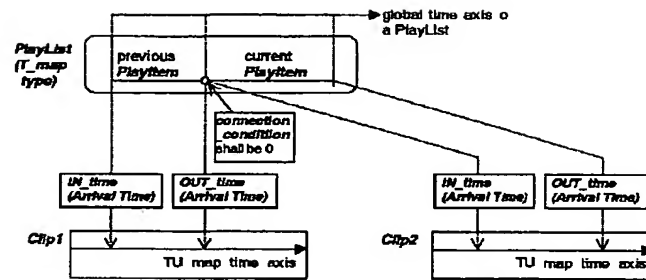 global time axis o
a PlayList
PlayList
(T_map
type)
previous
PlayItem
current
PlayItem
connection
_condition
shall be 0
IN_time
(Arrival Time)
OUT_time
(Arrival Time)
IN_time
(Arrival Time)
OUT_time
(Arrival Time)
Clip1
TU map time axis
Clip2
TU map time axis